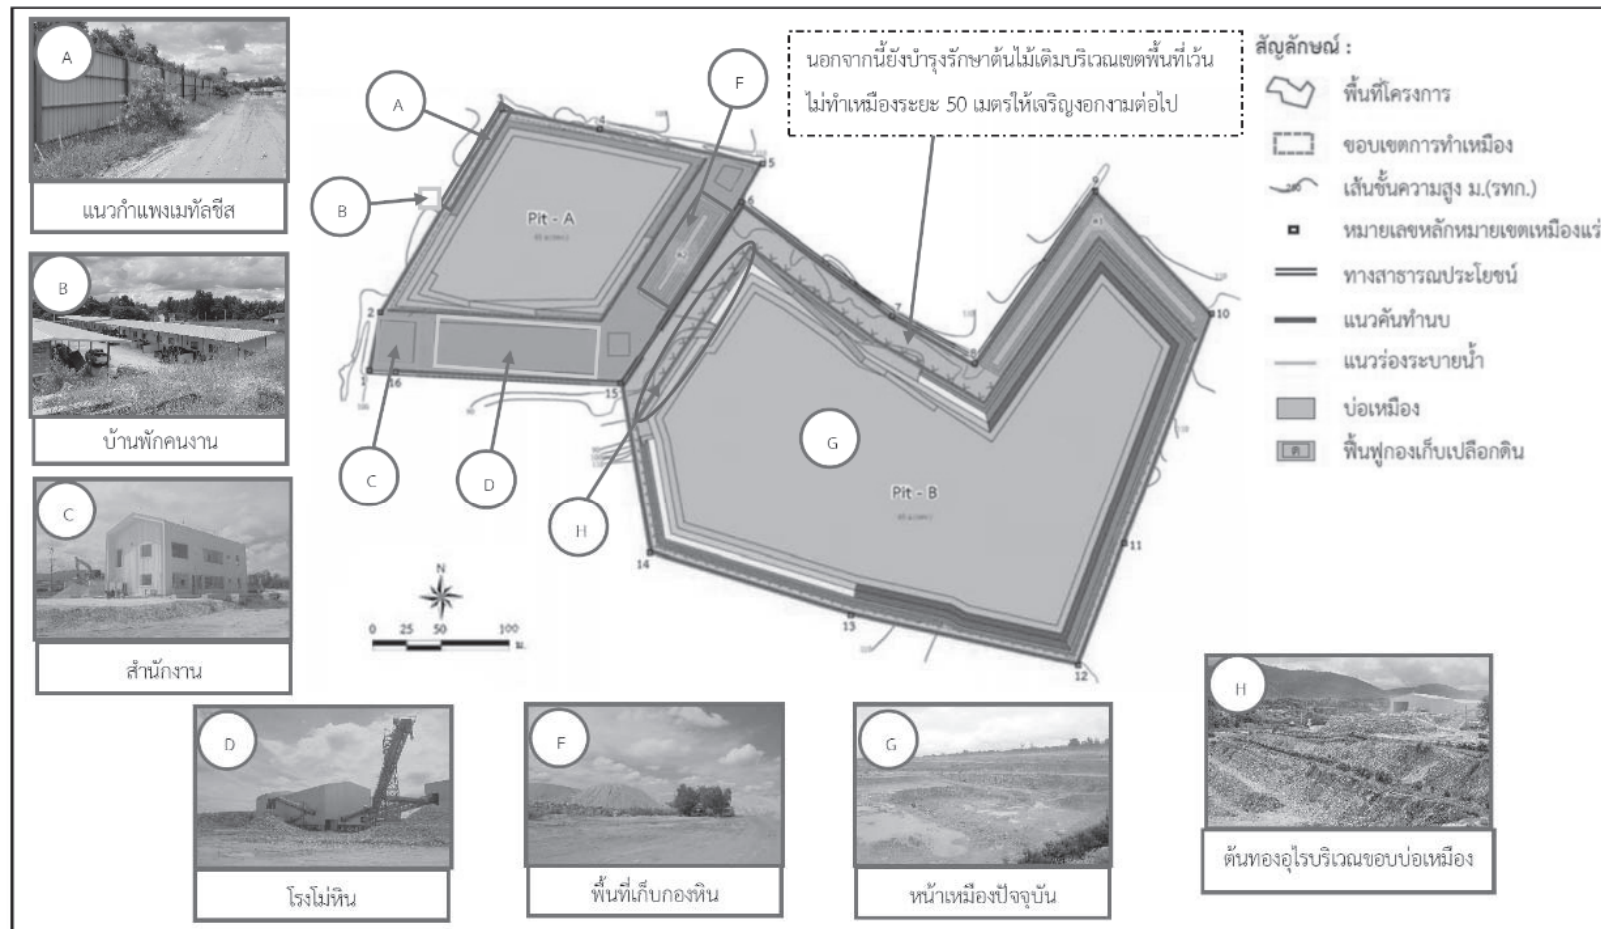 A
แนวกำแพงเมทัลชีส
B
บ้านพักคนงาน
C
สำนักงาน
D
โรงโม่หิน
F
พื้นที่เก็บกองหิน
G
หน้าเหมืองปัจจุบัน
H
ต้นทองอุไรบริเวณขอบบ่อเหมือง
นอกจากนี้ยังบำรุงรักษาต้นไม้เดิมบริเวณเขตพื้นที่เว้น
ไม่ทำเหมืองระยะ 50 เมตรให้เจริญงอกงามต่อไป
A
F
B
C
D
H
G
Pit - A
Pit - B
1
2
4
5
6
7
8
9
10
11
12
13
14
15
16
N
0 25 50 100
ม.
สัญลักษณ์ :
พื้นที่โครงการ
ขอบเขตการทำเหมือง
เส้นชั้นความสูง ม.(รทก.)
หมายเลขหลักหมายเขตเหมืองแร่
ทางสาธารณประโยชน์
แนวคันทำนบ
แนวร่องระบายน้ำ
บ่อเหมือง
ฟื้นฟูกองเก็บเปลือกดิน